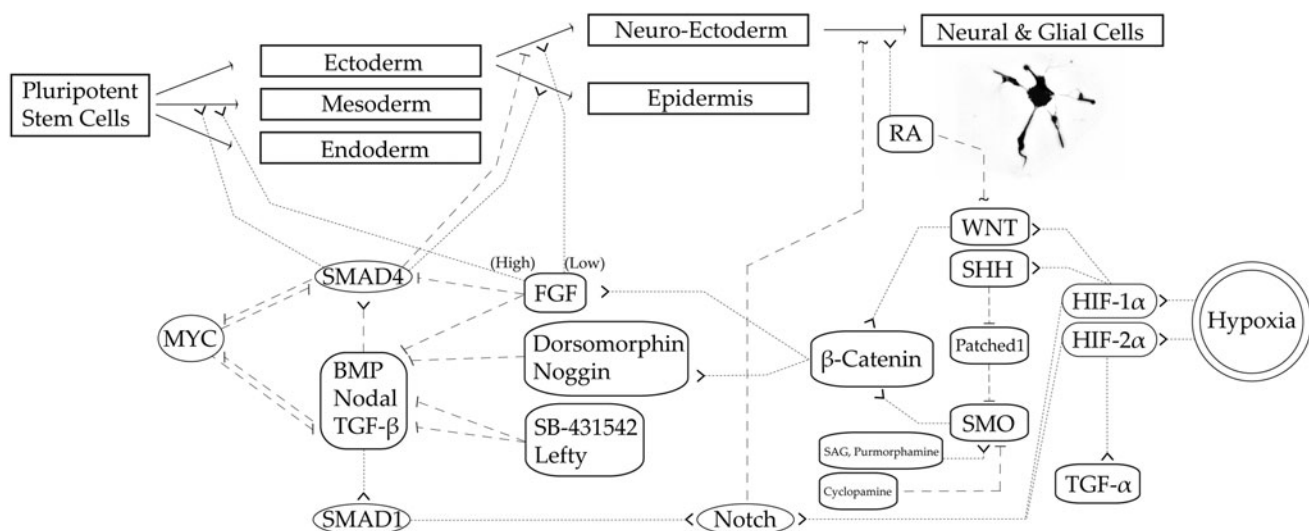 Neuro-Ectoderm
Neural & Glial Cells
Ectoderm
Pluripotent
Stem Cells
Mesoderm
Epidermis
Endoderm
RA
WNT
(High)
(Low)
SMAD4
FGF
SHH
HIF-1α
Hypoxia
MYC
HIF-2α
Dorsomorphin
Noggin
Patched1
β-Catenin
BMP
Nodal
TGF-β
SB-431542
Lefty
SMO
SAG, Purmorphamine
Cyclopamine
TGF-α
SMAD1
Notch